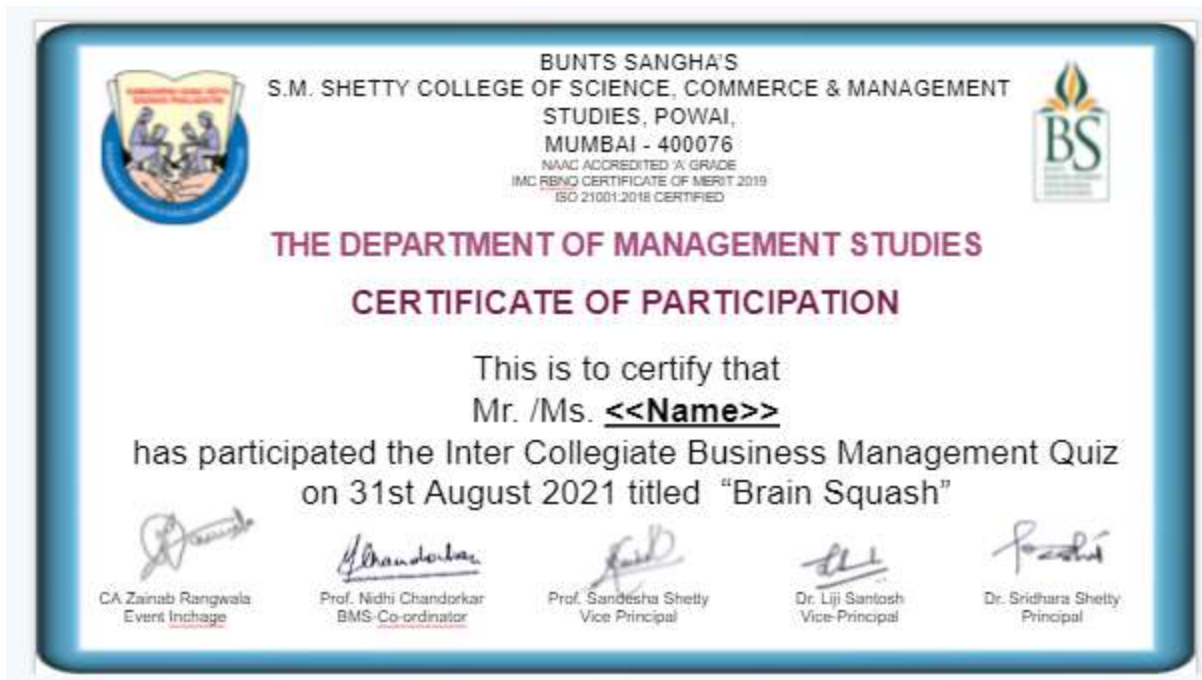 BUNTS SANGHA'S
S.M. SHETTY COLLEGE OF SCIENCE, COMMERCE & MANAGEMENT
STUDIES, POWAI,
MUMBAI - 400076
NAAC ACCREDITED 'A' GRADE
IMC RBNQ CERTIFICATE OF MERIT 2019
ISO 21001:2018 CERTIFIED
BS
THE DEPARTMENT OF MANAGEMENT STUDIES
CERTIFICATE OF PARTICIPATION
This is to certify that
Mr. /Ms. <<Name>>
has participated the Inter Collegiate Business Management Quiz
on 31st August 2021 titled “Brain Squash”
CA Zainab Rangwala
Event Inchage
Prof. Nidhi Chandorkar
BMS-Co-ordinator
Prof. Sandesha Shetty
Vice Principal
Dr. Liji Santosh
Vice-Principal
Dr. Sridhara Shetty
Principal